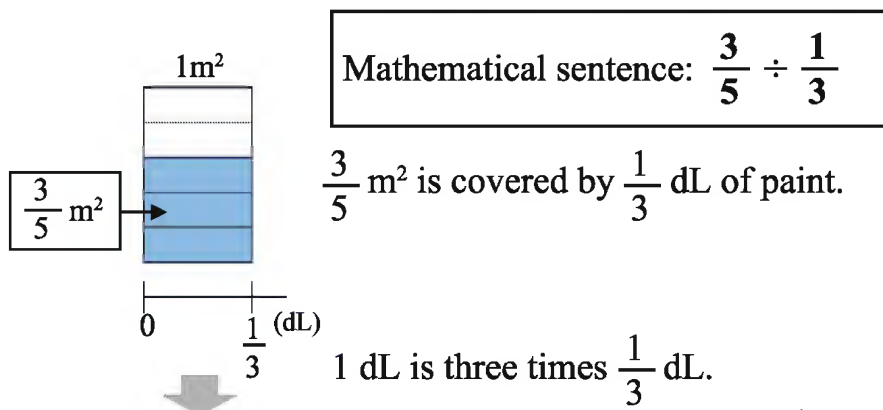 1m²
Mathematical sentence: 3/5 ÷ 1/3
3/5 m²
3/5 m² is covered by 1/3 dL of paint.
0 1/3 (dL)
1 dL is three times 1/3 dL.